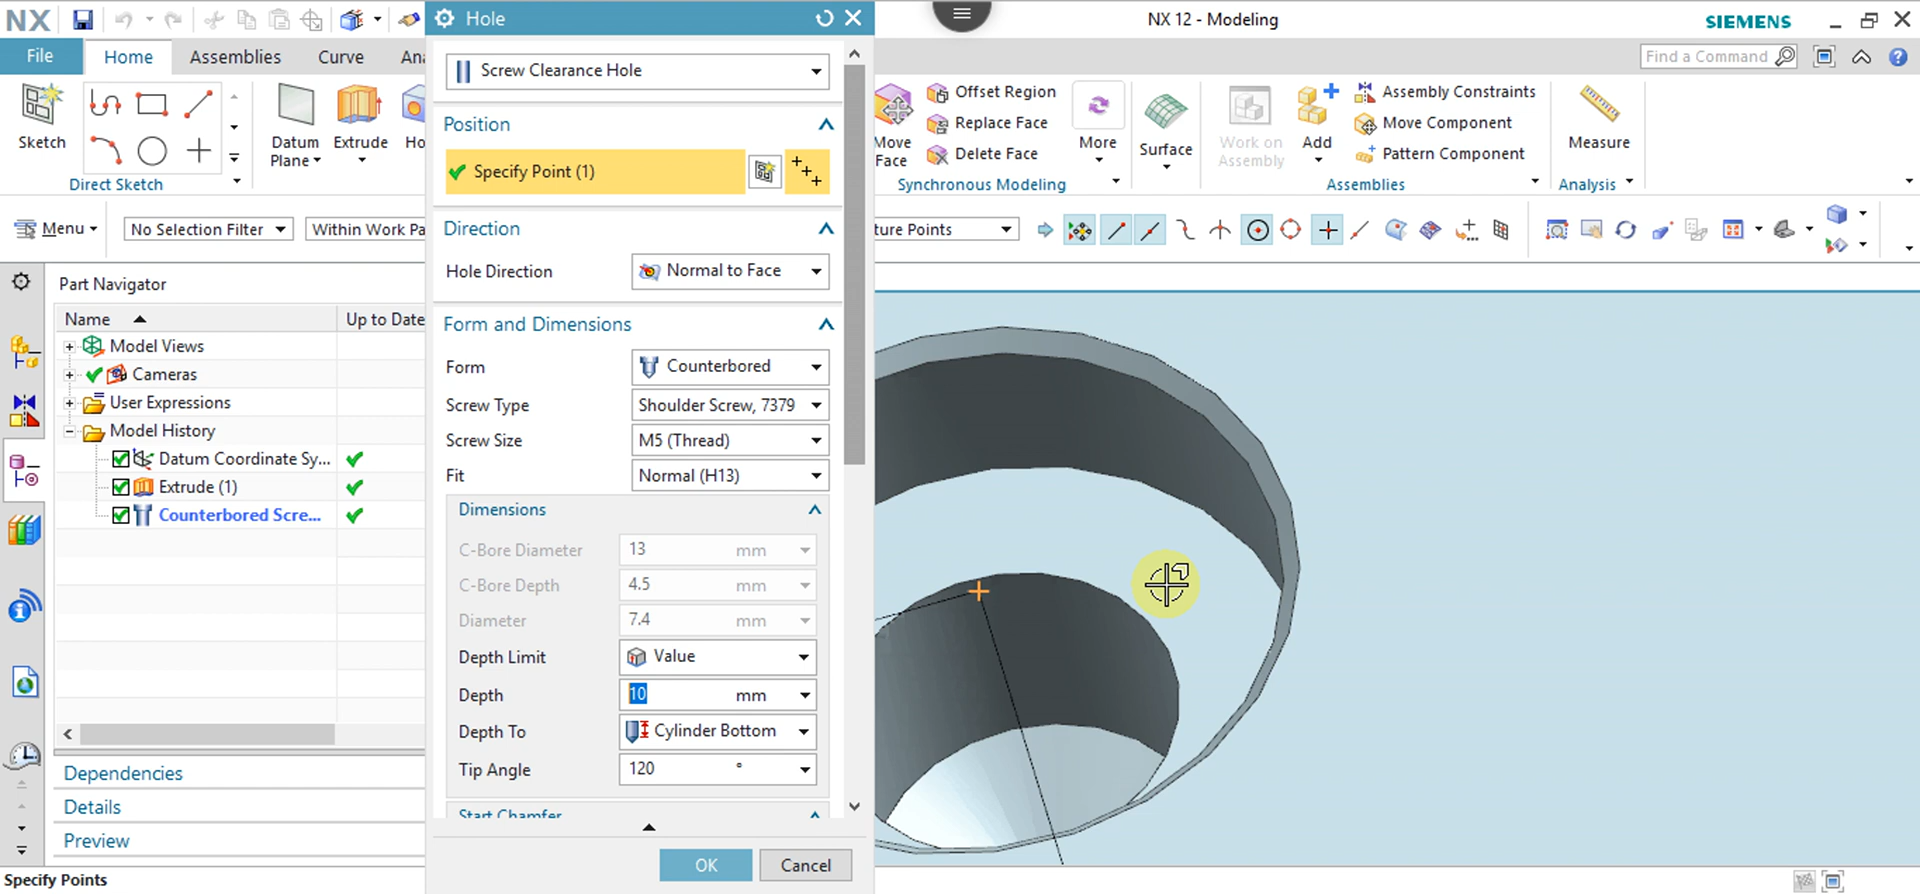 NX
Hole
NX 12 - Modeling
SIEMENS
File
Home
Assemblies
Curve
Screw Clearance Hole
Find a Command
Sketch
Datum Plane
Extrude
Move Face
Offset Region
Replace Face
Delete Face
More
Surface
Work on Assembly
Add
Assembly Constraints
Move Component
Pattern Component
Measure
Direct Sketch
Synchronous Modeling
Assemblies
Analysis
Position
Specify Point (1)
Menu
No Selection Filter
Within Work Pa
ture Points
Direction
Hole Direction
Normal to Face
Part Navigator
Name
Up to Date
Model Views
Cameras
User Expressions
Model History
Datum Coordinate Sy...
Extrude (1)
Counterbored Scre...
Dependencies
Details
Preview
Form and Dimensions
Form
Counterbored
Screw Type
Shoulder Screw, 7379
Screw Size
M5 (Thread)
Fit
Normal (H13)
Dimensions
C-Bore Diameter
13 mm
C-Bore Depth
4.5 mm
Diameter
7.4 mm
Depth Limit
Value
Depth
10 mm
Depth To
Cylinder Bottom
Tip Angle
120 °
Start Chamfer
OK
Cancel
Specify Points